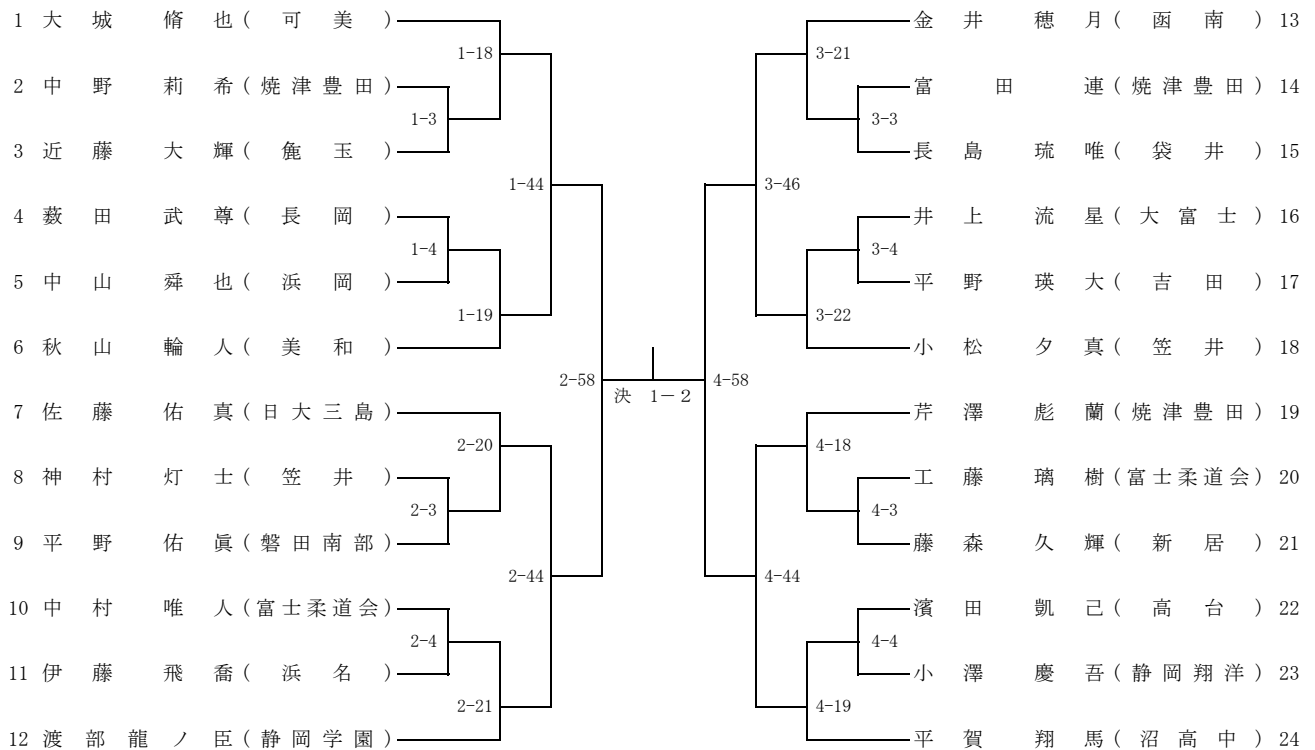 1 大城脩也(可美)
2 中野莉希(焼津豊田)
3 近藤大輝(麁玉)
4 薮田武尊(長岡)
5 中山舜也(浜岡)
6 秋山輪人(美和)
7 佐藤佑真(日大三島)
8 神村灯士(笠井)
9 平野佑眞(磐田南部)
10 中村唯人(富士柔道会)
11 伊藤飛喬(浜名)
12 渡部龍ノ臣(静岡学園)
1-18
1-3
1-44
1-4
1-19
2-58
2-20
2-3
2-44
2-4
2-21
決 1-2
4-58
3-21
3-3
3-46
3-4
3-22
4-18
4-3
4-44
4-4
4-19
金井穂月(函南) 13
富田連(焼津豊田) 14
長島琉唯(袋井) 15
井上流星(大富士) 16
平野瑛大(吉田) 17
小松夕真(笠井) 18
芹澤彪蘭(焼津豊田) 19
工藤璃樹(富士柔道会) 20
藤森久輝(新居) 21
濱田凱己(高台) 22
小澤慶吾(静岡翔洋) 23
平賀翔馬(沼高中) 24